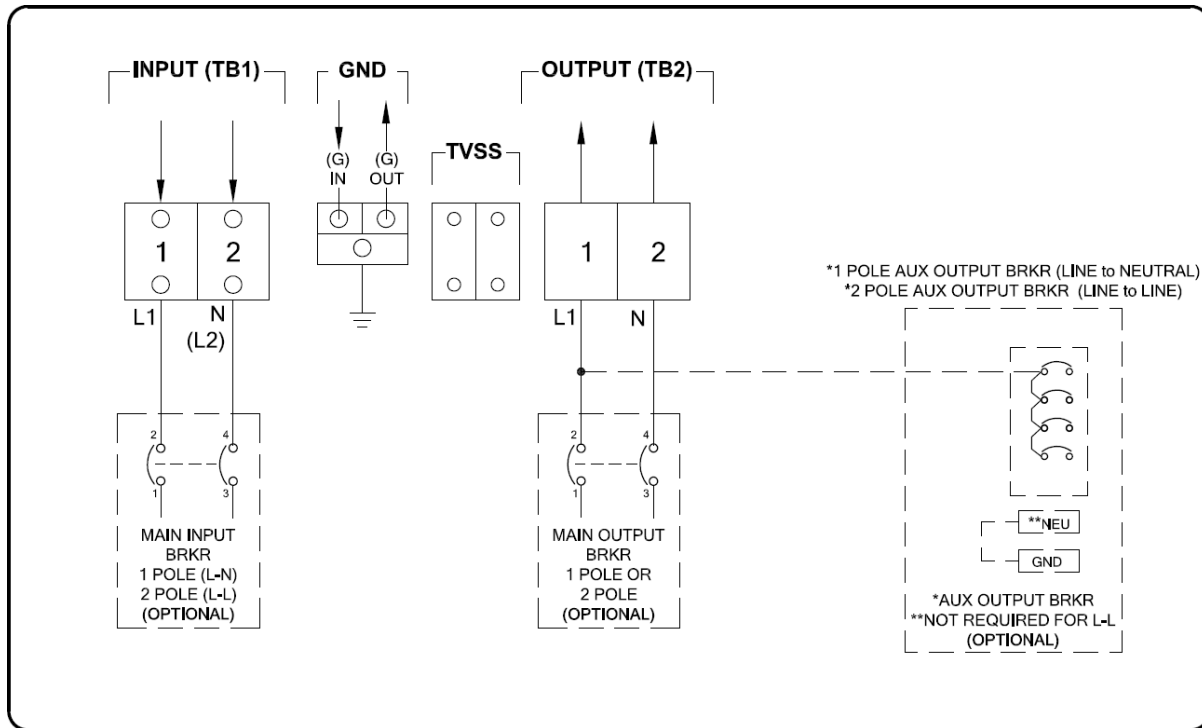 INPUT (TB1)
GND
OUTPUT (TB2)
(G)
IN
(G)
OUT
TVSS
1
2
1
2
L1
N
(L2)
L1
N
*1 POLE AUX OUTPUT BRKR (LINE to NEUTRAL)
*2 POLE AUX OUTPUT BRKR (LINE to LINE)
2
4
1
3
MAIN INPUT
BRKR
1 POLE (L-N)
2 POLE (L-L)
(OPTIONAL)
2
4
1
3
MAIN OUTPUT
BRKR
1 POLE OR
2 POLE
(OPTIONAL)
**NEU
GND
*AUX OUTPUT BRKR
**NOT REQUIRED FOR L-L
(OPTIONAL)